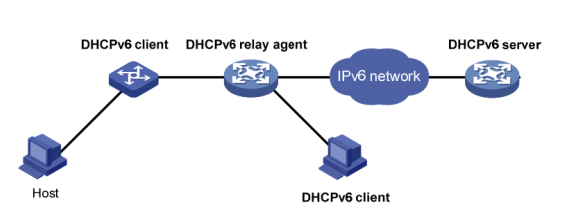 DHCPv6 client
DHCPv6 relay agent
DHCPv6 server
IPv6 network
Host
DHCPv6 client